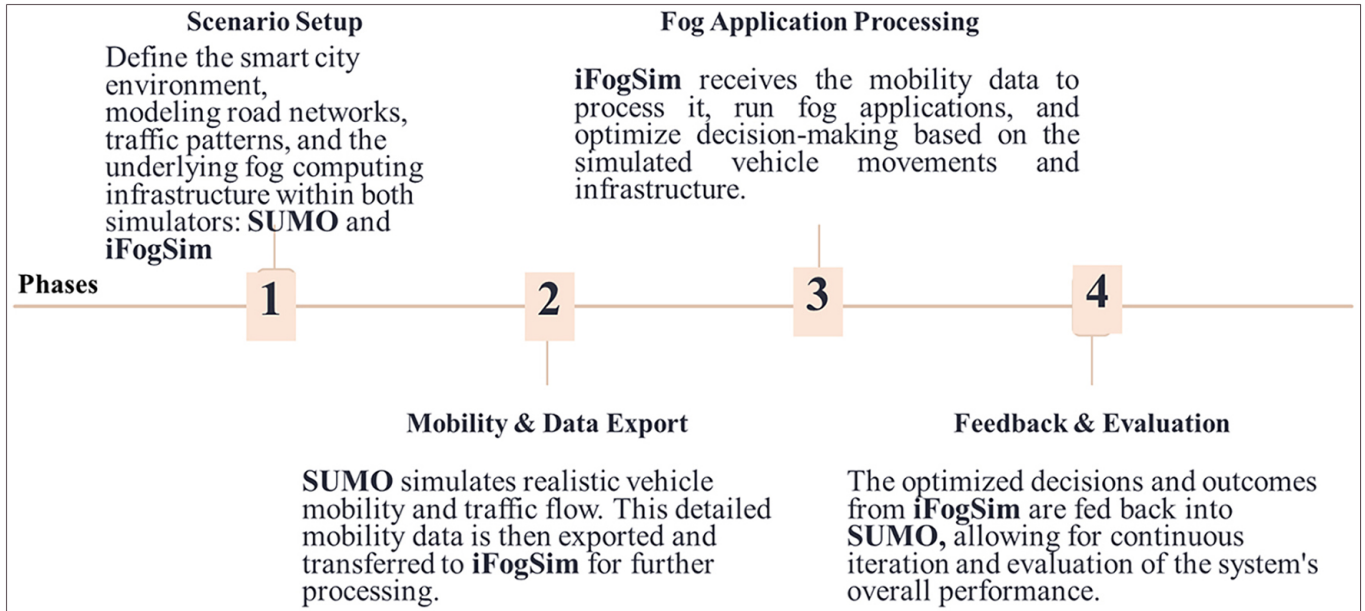 Scenario Setup
Define the smart city
environment,
modeling road networks,
traffic patterns, and the
underlying fog computing
infrastructure within both
simulators: SUMO and
iFogSim
Fog Application Processing
iFogSim receives the mobility data to
process it, run fog applications, and
optimize decision-making based on the
simulated vehicle movements and
infrastructure.
Phases
1
2
3
4
Mobility & Data Export
SUMO simulates realistic vehicle
mobility and traffic flow. This detailed
mobility data is then exported and
transferred to iFogSim for further
processing.
Feedback & Evaluation
The optimized decisions and outcomes
from iFogSim are fed back into
SUMO, allowing for continuous
iteration and evaluation of the system's
overall performance.